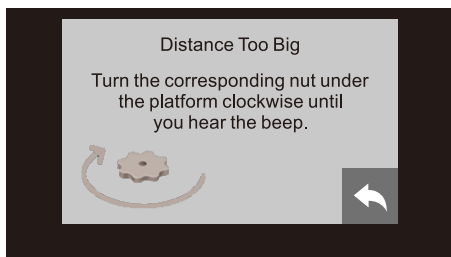 Distance Too Big
Turn the corresponding nut under
the platform clockwise until
you hear the beep.